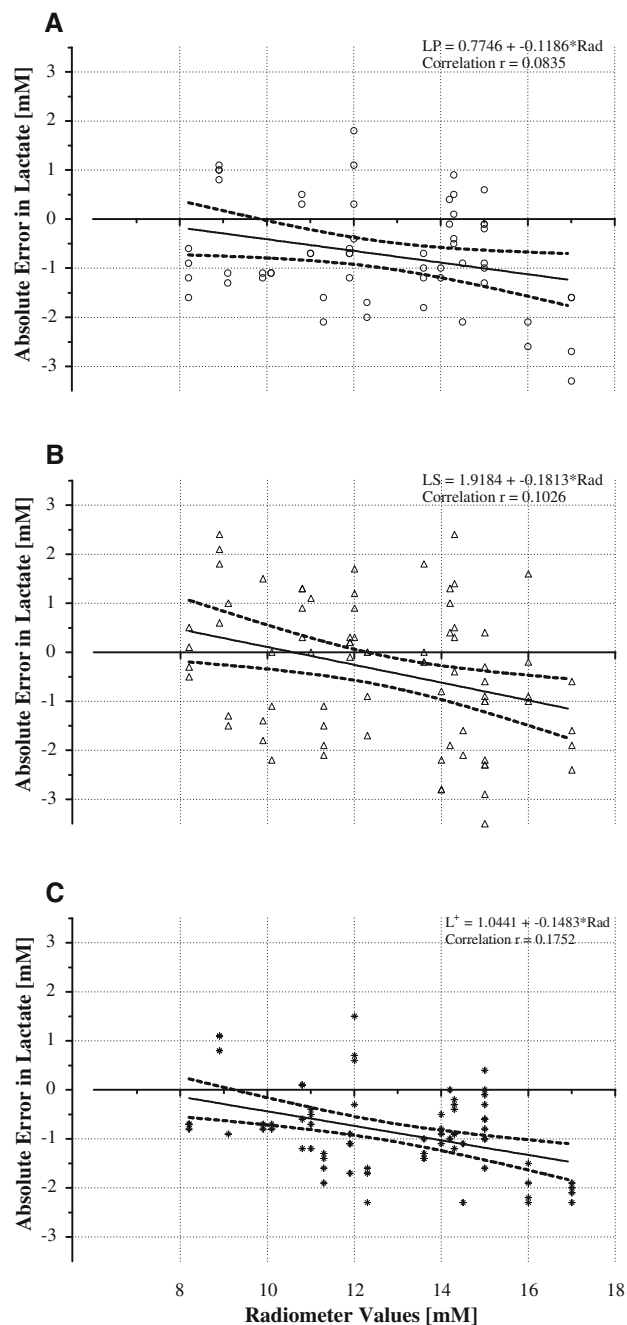 A
LP = 0.7746 + -0.1186*Rad
Correlation r = 0.0835
3
2
1
0
-1
-2
-3
Absolute Error in Lactate [mM]
B
LS = 1.9184 + -0.1813*Rad
Correlation r = 0.1026
3
2
1
0
-1
-2
-3
Absolute Error in Lactate [mM]
C
L+ = 1.0441 + -0.1483*Rad
Correlation r = 0.1752
3
2
1
0
-1
-2
-3
Absolute Error in Lactate [mM]
8 10 12 14 16 18
Radiometer Values [mM]